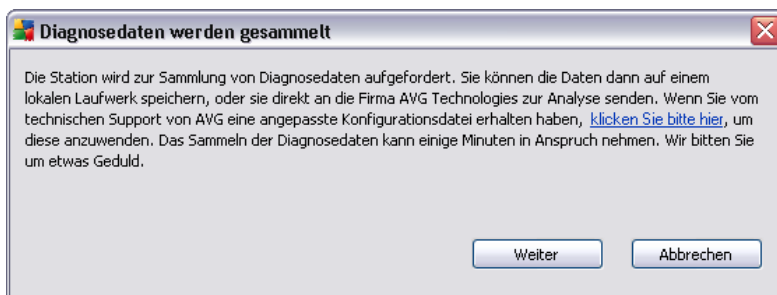 Diagnosedaten werden gesammelt
Die Station wird zur Sammlung von Diagnosedaten aufgefordert. Sie können die Daten dann auf einem
lokalen Laufwerk speichern, oder sie direkt an die Firma AVG Technologies zur Analyse senden. Wenn Sie vom
technischen Support von AVG eine angepasste Konfigurationsdatei erhalten haben, klicken Sie bitte hier, um
diese anzuwenden. Das Sammeln der Diagnosedaten kann einige Minuten in Anspruch nehmen. Wir bitten Sie
um etwas Geduld.
Weiter
Abbrechen